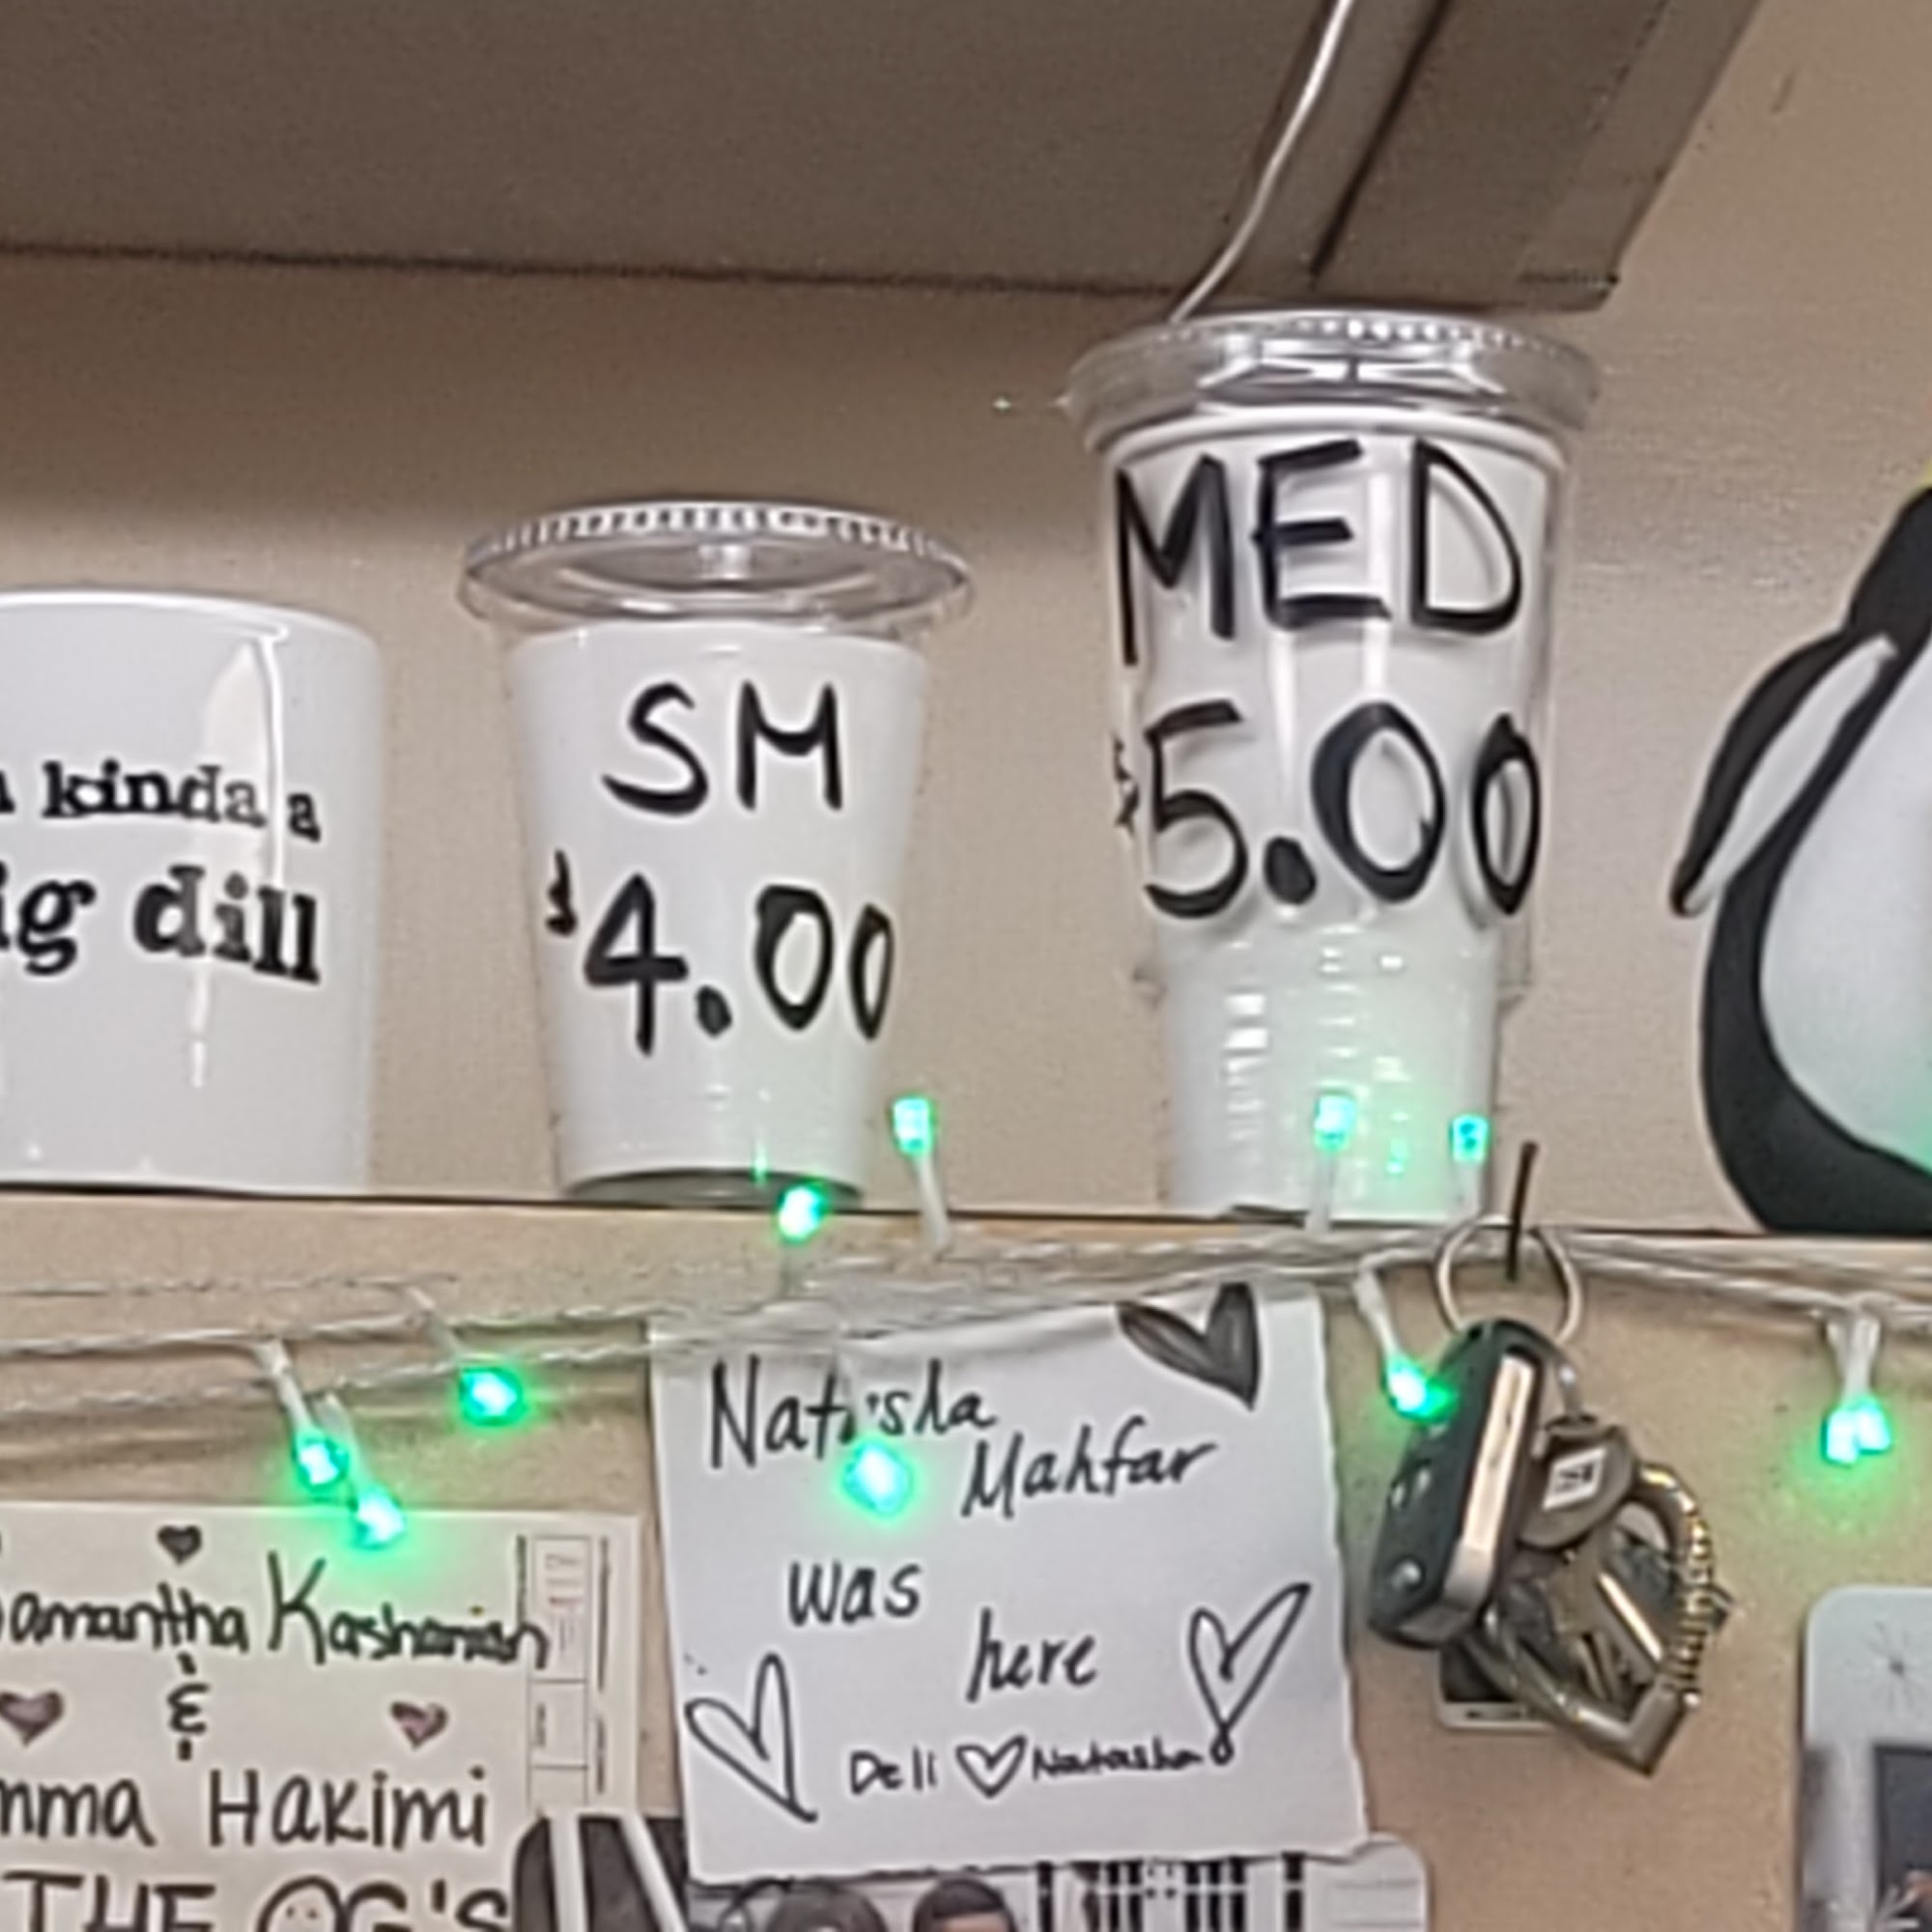 kinda a
ig dill
SM
$4.00
MED
$5.00
Natasha
Mahfar
was
here
Deli ♡ Natasha
Samantha Kashanian
&
mma Hakimi
THE OG'S